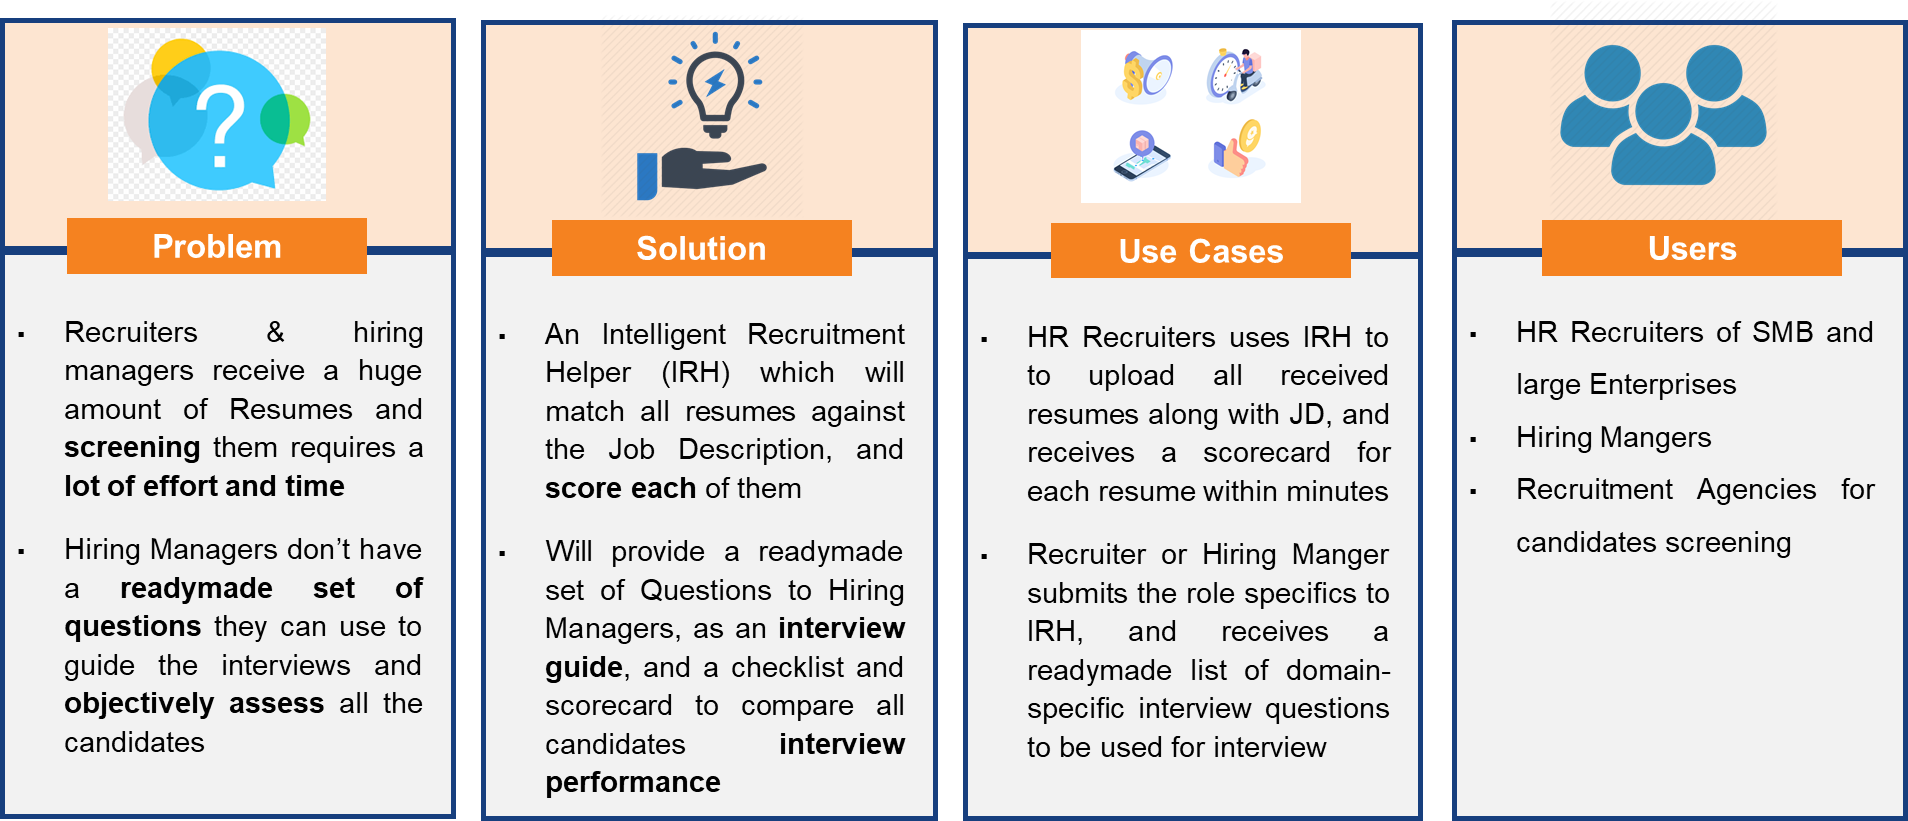 Problem
Recruiters & hiring
managers receive a huge
amount of Resumes and
screening them requires a
lot of effort and time
Hiring Managers don’t have
a readymade set of
questions they can use to
guide the interviews and
objectively assess all the
candidates
Solution
An Intelligent Recruitment
Helper (IRH) which will
match all resumes against
the Job Description, and
score each of them
Will provide a readymade
set of Questions to Hiring
Managers, as an interview
guide, and a checklist and
scorecard to compare all
candidates interview
performance
Use Cases
HR Recruiters uses IRH to
to upload all received
resumes along with JD, and
receives a scorecard for
each resume within minutes
Recruiter or Hiring Manger
submits the role specifics to
IRH, and receives a
readymade list of domain-
specific interview questions
to be used for interview
Users
HR Recruiters of SMB and
large Enterprises
Hiring Mangers
Recruitment Agencies for
candidates screening